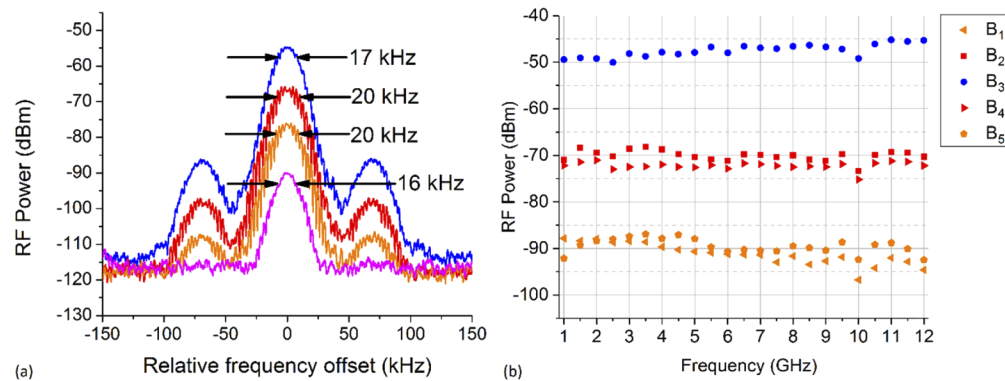 -45
-50
-60
-70
-80
-90
-100
-110
-120
-130
-150
-100
-50
0
50
100
150
RF Power (dBm)
Relative frequency offset (kHz)
17 kHz
20 kHz
20 kHz
16 kHz
(a)
-40
-50
-60
-70
-80
-90
-100
1 2 3 4 5 6 7 8 9 10 11 12
RF Power (dBm)
Frequency (GHz)
B₁
B₂
B₃
B₄
B₅
(b)